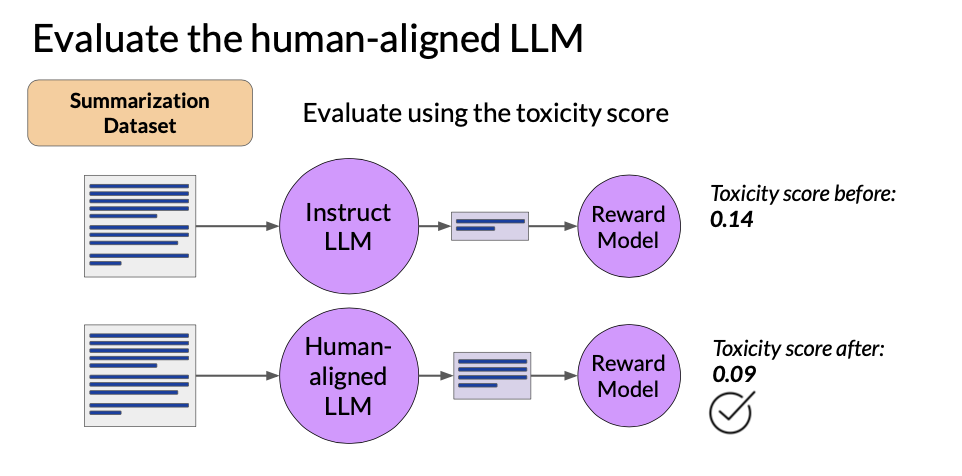 Evaluate the human-aligned LLM
Summarization
Dataset
Evaluate using the toxicity score
Instruct
LLM
Reward
Model
Toxicity score before:
0.14
Human-
aligned
LLM
Reward
Model
Toxicity score after:
0.09